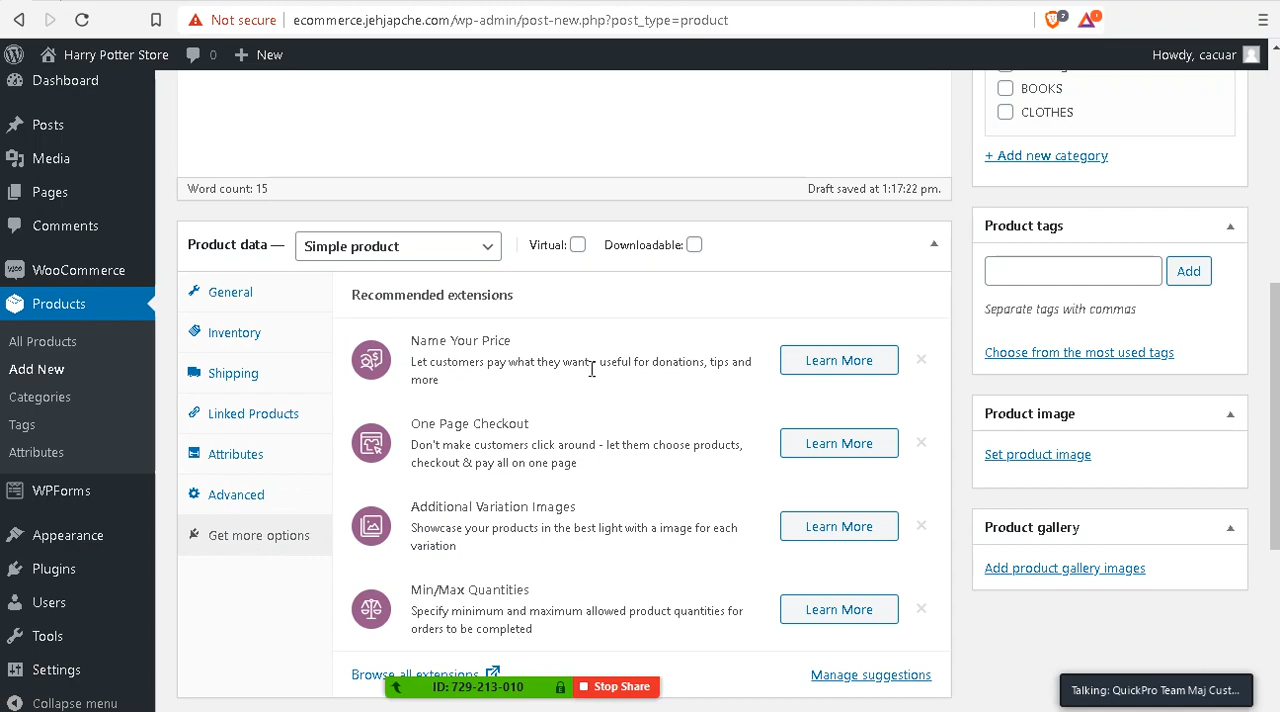 Not secure
ecommerce.jehjapche.com/wp-admin/post-new.php?post_type=product
2
1
Harry Potter Store
0
New
Howdy, cacuar
Dashboard
Posts
Media
Pages
Comments
WooCommerce
Products
All Products
Add New
Categories
Tags
Attributes
WPForms
Appearance
Plugins
Users
Tools
Settings
Collapse menu
Word count: 15
Draft saved at 1:17:22 pm.
Product data —
Simple product
Virtual:
Downloadable:
General
Inventory
Shipping
Linked Products
Attributes
Advanced
Get more options
Recommended extensions
Name Your Price
Let customers pay what they want - useful for donations, tips and
more
Learn More
One Page Checkout
Don't make customers click around - let them choose products,
checkout & pay all on one page
Learn More
Additional Variation Images
Showcase your products in the best light with a image for each
variation
Learn More
Min/Max Quantities
Specify minimum and maximum allowed product quantities for
orders to be completed
Learn More
Browse all extensions
Manage suggestions
ID: 729-213-010
Stop Share
BOOKS
CLOTHES
+ Add new category
Product tags
Add
Separate tags with commas
Choose from the most used tags
Product image
Set product image
Product gallery
Add product gallery images
Talking: QuickPro Team Maj Cust...